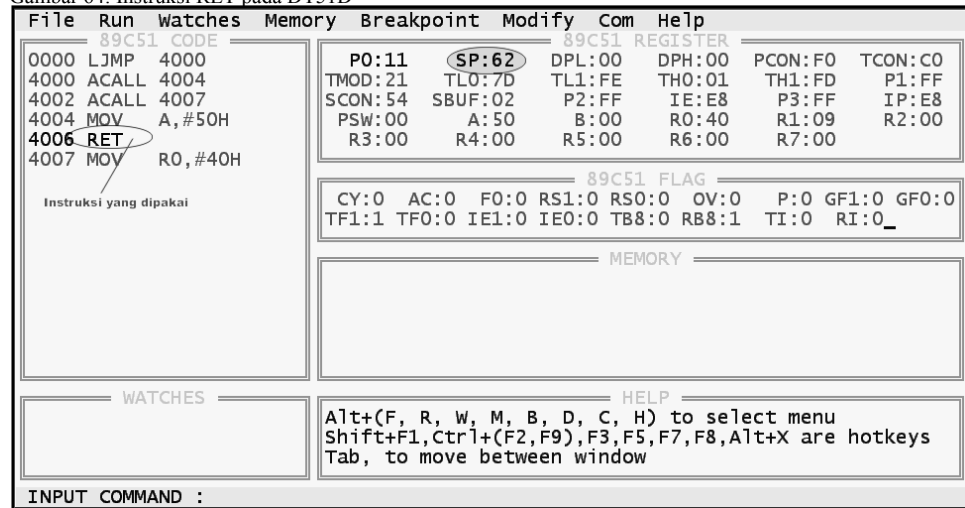 Gambar 64. Instruksi RET pada DT51D
File Run Watches Memory Breakpoint Modify Com Help
89C51 CODE
0000 LJMP 4000
4000 ACALL 4004
4002 ACALL 4007
4004 MOV A,#50H
4006 RET
4007 MOV R0,#40H
Instruksi yang dipakai
89C51 REGISTER
P0:11 SP:62 DPL:00 DPH:00 PCON:F0 TCON:C0
TMOD:21 TL0:7D TL1:FE TH0:01 TH1:FD P1:FF
SCON:54 SBUF:02 P2:FF IE:E8 P3:FF IP:E8
PSW:00 A:50 B:00 R0:40 R1:09 R2:00
R3:00 R4:00 R5:00 R6:00 R7:00
89C51 FLAG
CY:0 AC:0 F0:0 RS1:0 RS0:0 OV:0 P:0 GF1:0 GF0:0
TF1:1 TF0:0 IE1:0 IE0:0 TB8:0 RB8:1 TI:0 RI:0_
MEMORY
WATCHES
HELP
Alt+(F, R, W, M, B, D, C, H) to select menu
Shift+F1,Ctrl+(F2,F9),F3,F5,F7,F8,Alt+X are hotkeys
Tab, to move between window
INPUT COMMAND :